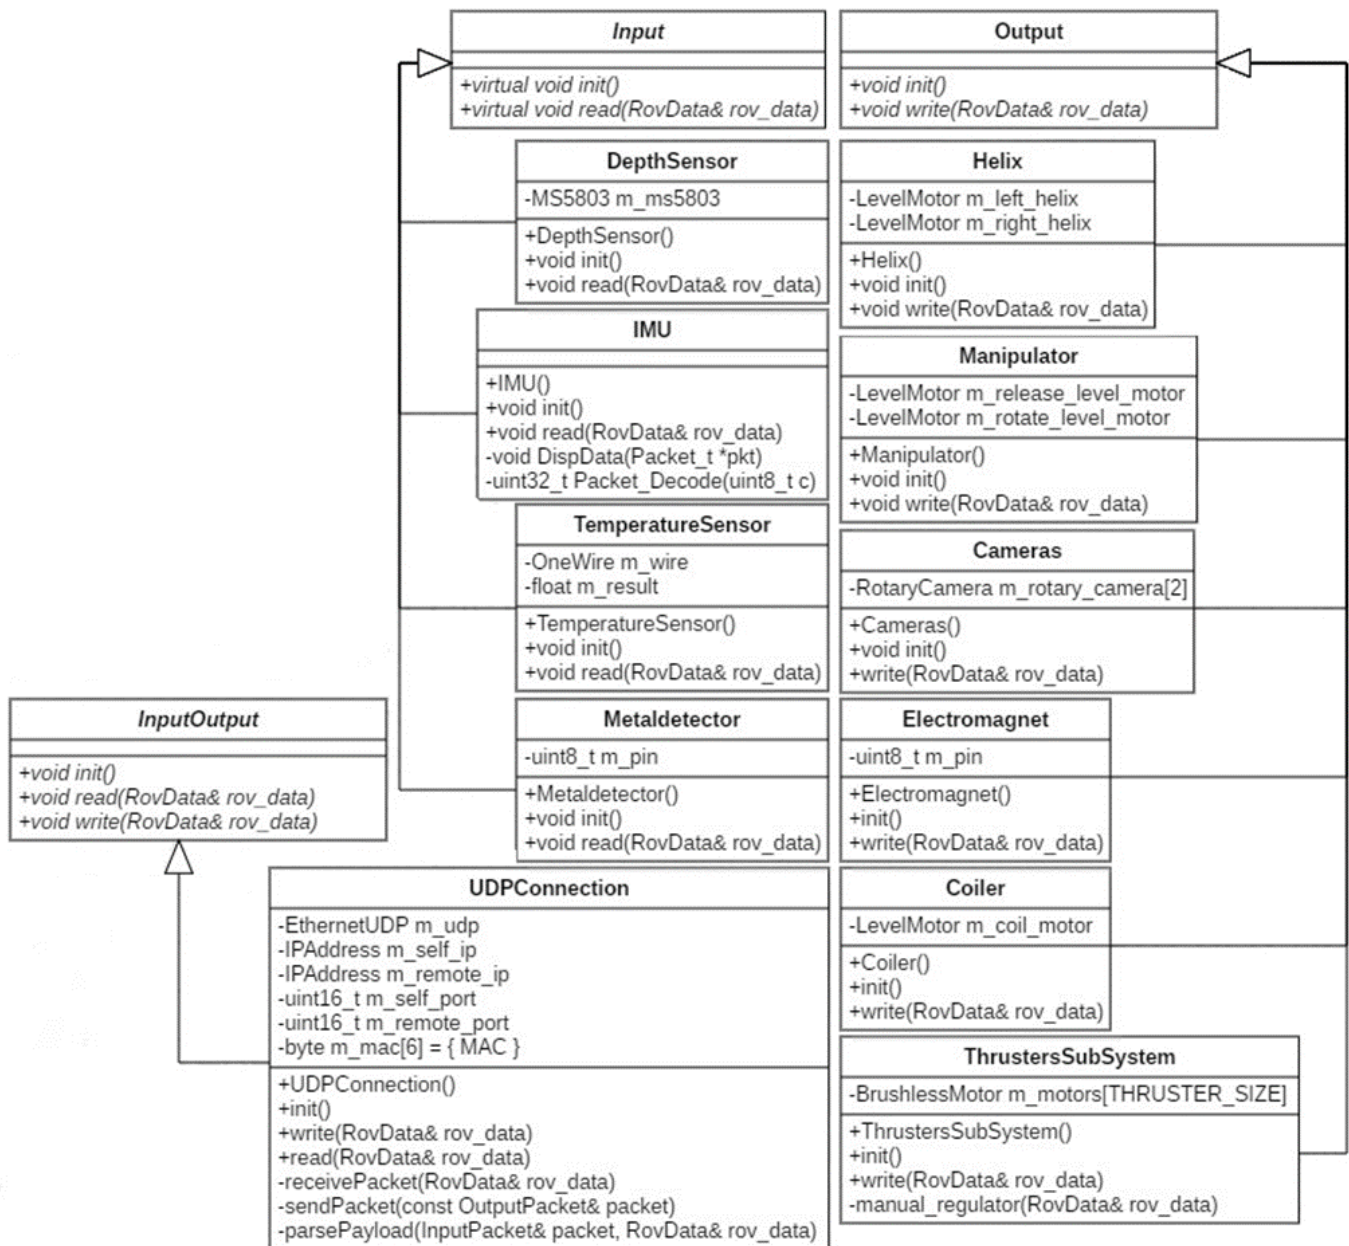 Input
+virtual void init()
+virtual void read(RovData& rov_data)
Output
+void init()
+void write(RovData& rov_data)
DepthSensor
-MS5803 m_ms5803
+DepthSensor()
+void init()
+void read(RovData& rov_data)
Helix
-LevelMotor m_left_helix
-LevelMotor m_right_helix
+Helix()
+void init()
+void write(RovData& rov_data)
IMU
+IMU()
+void init()
+void read(RovData& rov_data)
-void DispData(Packet_t *pkt)
-uint32_t Packet_Decode(uint8_t c)
Manipulator
-LevelMotor m_release_level_motor
-LevelMotor m_rotate_level_motor
+Manipulator()
+void init()
+void write(RovData& rov_data)
TemperatureSensor
-OneWire m_wire
-float m_result
+TemperatureSensor()
+void init()
+void read(RovData& rov_data)
Cameras
-RotaryCamera m_rotary_camera[2]
+Cameras()
+void init()
+write(RovData& rov_data)
InputOutput
+void init()
+void read(RovData& rov_data)
+void write(RovData& rov_data)
Metaldetector
-uint8_t m_pin
+Metaldetector()
+void init()
+void read(RovData& rov_data)
Electromagnet
-uint8_t m_pin
+Electromagnet()
+init()
+write(RovData& rov_data)
UDPConnection
-EthernetUDP m_udp
-IPAddress m_self_ip
-IPAddress m_remote_ip
-uint16_t m_self_port
-uint16_t m_remote_port
-byte m_mac[6] = { MAC }
+UDPConnection()
+init()
+write(RovData& rov_data)
+read(RovData& rov_data)
-receivePacket(RovData& rov_data)
-sendPacket(const OutputPacket& packet)
-parsePayload(InputPacket& packet, RovData& rov_data)
Coiler
-LevelMotor m_coil_motor
+Coiler()
+init()
+write(RovData& rov_data)
ThrustersSubSystem
-BrushlessMotor m_motors[THRUSTER_SIZE]
+ThrustersSubSystem()
+init()
+write(RovData& rov_data)
-manual_regulator(RovData& rov_data)